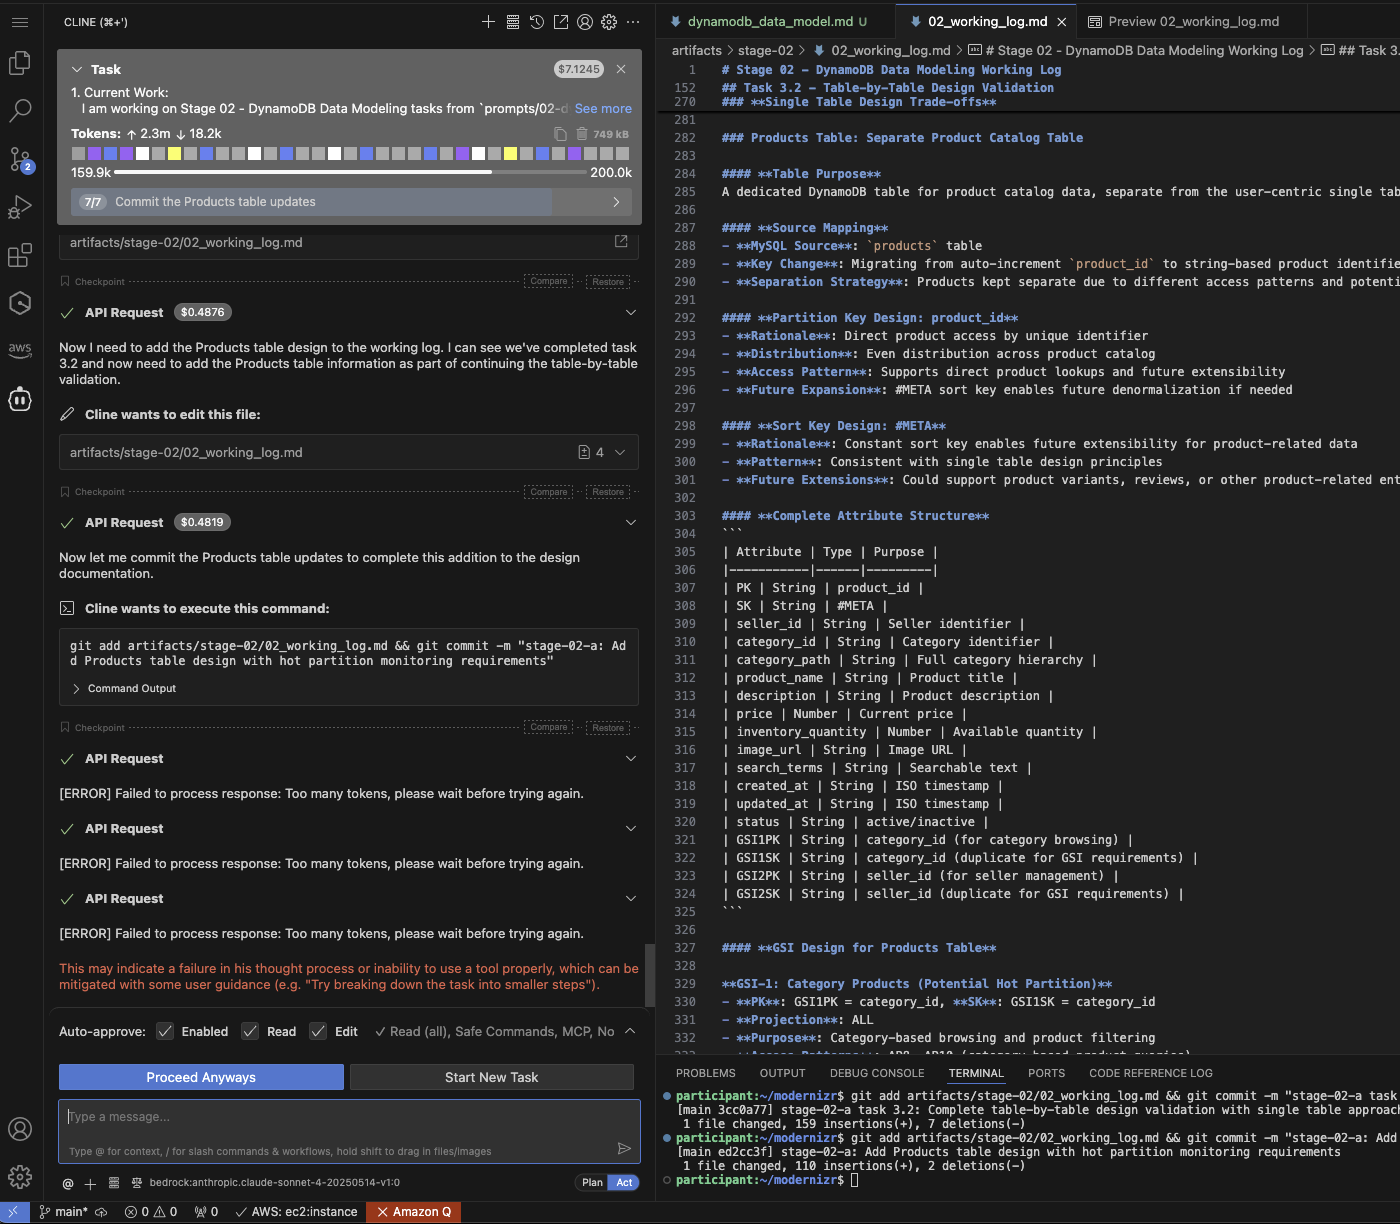 CLINE (⌘+')
Task
$7.1245
1. Current Work:
I am working on Stage 02 - DynamoDB Data Modeling tasks from `prompts/02-d
See more
Tokens: ↑ 2.3m ↓ 18.2k
749 kB
159.9k
200.0k
7/7 Commit the Products table updates
artifacts/stage-02/02_working_log.md
Checkpoint
Compare
Restore
API Request $0.4876
Now I need to add the Products table design to the working log. I can see we've completed task
3.2 and now need to add the Products table information as part of continuing the table-by-table
validation.
Cline wants to edit this file:
artifacts/stage-02/02_working_log.md
4
Checkpoint
Compare
Restore
API Request $0.4819
Now let me commit the Products table updates to complete this addition to the design
documentation.
Cline wants to execute this command:
git add artifacts/stage-02/02_working_log.md && git commit -m "stage-02-a: Ad
d Products table design with hot partition monitoring requirements"
Command Output
Checkpoint
Compare
Restore
API Request
[ERROR] Failed to process response: Too many tokens, please wait before trying again.
API Request
[ERROR] Failed to process response: Too many tokens, please wait before trying again.
API Request
[ERROR] Failed to process response: Too many tokens, please wait before trying again.
This may indicate a failure in his thought process or inability to use a tool properly, which can be
mitigated with some user guidance (e.g. "Try breaking down the task into smaller steps").
Auto-approve: Enabled Read Edit ✓ Read (all), Safe Commands, MCP, No
Proceed Anyways
Start New Task
Type a message...
Type @ for context, / for slash commands & workflows, hold shift to drag in files/images
@ bedrock:anthropic.claude-sonnet-4-20250514-v1:0
Plan Act
2
aws
dynamodb_data_model.md U
02_working_log.md
Preview 02_working_log.md
artifacts > stage-02 > 02_working_log.md > # Stage 02 - DynamoDB Data Modeling Working Log > ## Task 3.
1 # Stage 02 - DynamoDB Data Modeling Working Log
152 ## Task 3.2 - Table-by-Table Design Validation
270 ### **Single Table Design Trade-offs**
281
282 ### Products Table: Separate Product Catalog Table
283
284 #### **Table Purpose**
285 A dedicated DynamoDB table for product catalog data, separate from the user-centric single tab
286
287 #### **Source Mapping**
288 - **MySQL Source**: `products` table
289 - **Key Change**: Migrating from auto-increment `product_id` to string-based product identifie
290 - **Separation Strategy**: Products kept separate due to different access patterns and potenti
291
292 #### **Partition Key Design: product_id**
293 - **Rationale**: Direct product access by unique identifier
294 - **Distribution**: Even distribution across product catalog
295 - **Access Pattern**: Supports direct product lookups and future extensibility
296 - **Future Expansion**: #META sort key enables future denormalization if needed
297
298 #### **Sort Key Design: #META**
299 - **Rationale**: Constant sort key enables future extensibility for product-related data
300 - **Pattern**: Consistent with single table design principles
301 - **Future Extensions**: Could support product variants, reviews, or other product-related ent
302
303 #### **Complete Attribute Structure**
304 ```
305 | Attribute | Type | Purpose |
306 |-----------|------|---------|
307 | PK | String | product_id |
308 | SK | String | #META |
309 | seller_id | String | Seller identifier |
310 | category_id | String | Category identifier |
311 | category_path | String | Full category hierarchy |
312 | product_name | String | Product title |
313 | description | String | Product description |
314 | price | Number | Current price |
315 | inventory_quantity | Number | Available quantity |
316 | image_url | String | Image URL |
317 | search_terms | String | Searchable text |
318 | created_at | String | ISO timestamp |
319 | updated_at | String | ISO timestamp |
320 | status | String | active/inactive |
321 | GSI1PK | String | category_id (for category browsing) |
322 | GSI1SK | String | category_id (duplicate for GSI requirements) |
323 | GSI2PK | String | seller_id (for seller management) |
324 | GSI2SK | String | seller_id (duplicate for GSI requirements) |
325 ```
326
327 #### **GSI Design for Products Table**
328
329 **GSI-1: Category Products (Potential Hot Partition)**
330 - **PK**: GSI1PK = category_id, **SK**: GSI1SK = category_id
331 - **Projection**: ALL
332 - **Purpose**: Category-based browsing and product filtering
PROBLEMS OUTPUT DEBUG CONSOLE TERMINAL PORTS CODE REFERENCE LOG
participant:~/modernizr$ git add artifacts/stage-02/02_working_log.md && git commit -m "stage-02-a task
[main 3cc0a77] stage-02-a task 3.2: Complete table-by-table design validation with single table approac
1 file changed, 159 insertions(+), 7 deletions(-)
participant:~/modernizr$ git add artifacts/stage-02/02_working_log.md && git commit -m "stage-02-a: Add
[main ed2cc3f] stage-02-a: Add Products table design with hot partition monitoring requirements
1 file changed, 110 insertions(+), 2 deletions(-)
participant:~/modernizr$
main* 0 0 0 AWS: ec2:instance Amazon Q